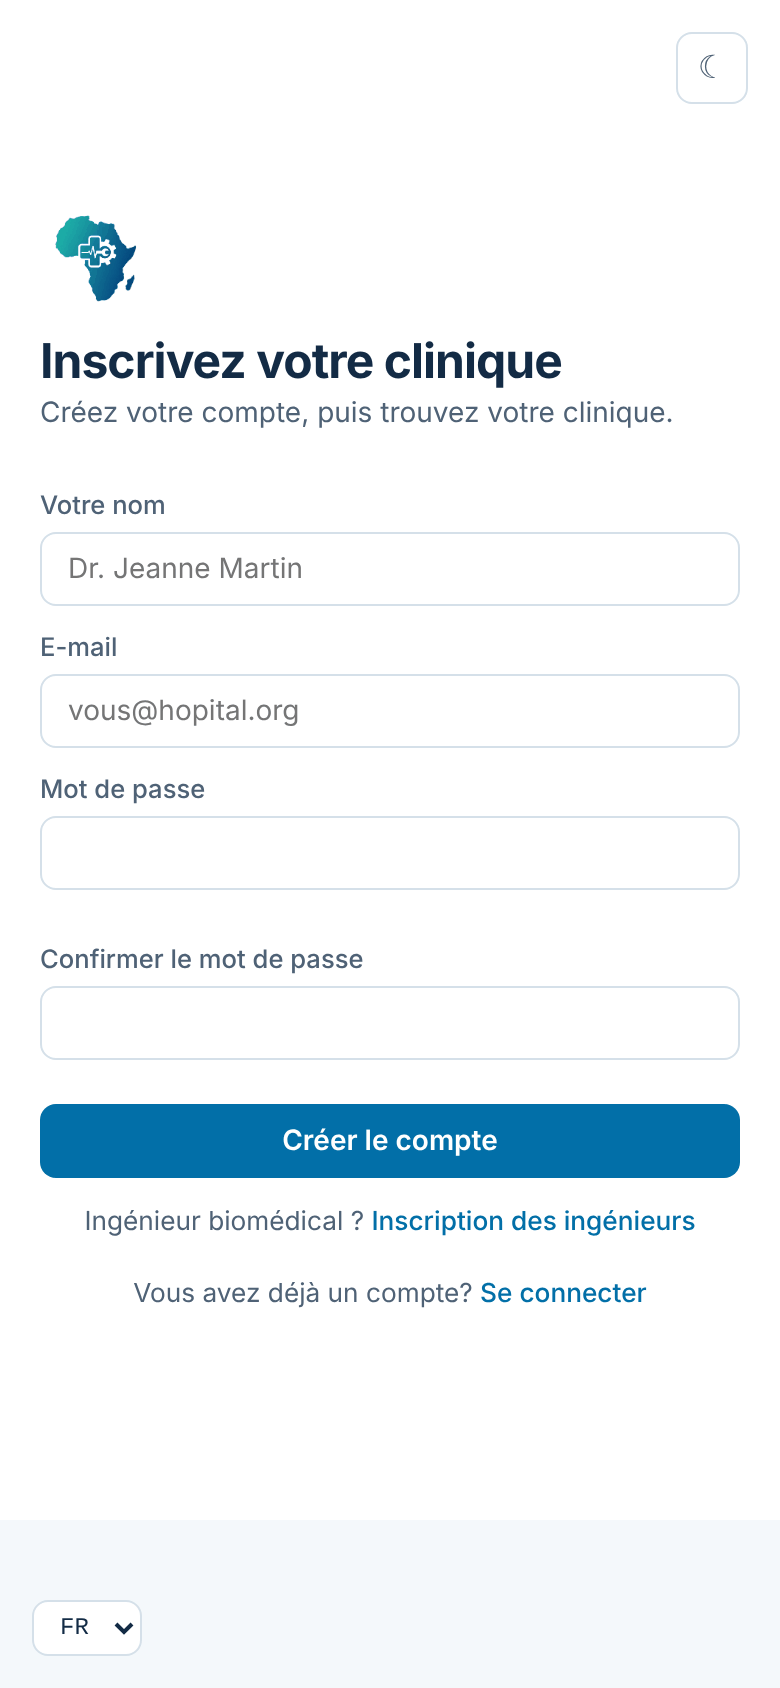 Inscrivez votre clinique
Créez votre compte, puis trouvez votre clinique.
Votre nom
Dr. Jeanne Martin
E-mail
vous@hopital.org
Mot de passe
Confirmer le mot de passe
Créer le compte
Ingénieur biomédical ? Inscription des ingénieurs
Vous avez déjà un compte? Se connecter
FR